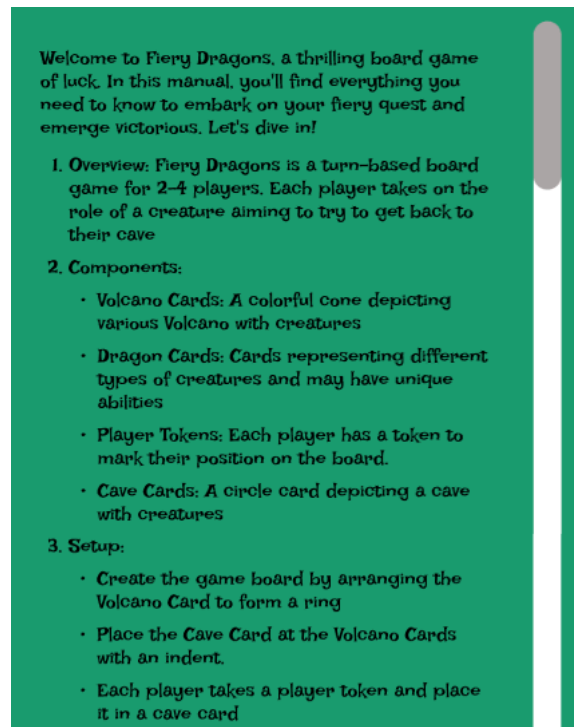 Welcome to Fiery Dragons, a thrilling board game
of luck. In this manual, you'll find everything you
need to know to embark on your fiery quest and
emerge victorious. Let's dive in!
1. Overview: Fiery Dragons is a turn-based board
game for 2-4 players. Each player takes on the
role of a creature aiming to try to get back to
their cave
2. Components:
• Volcano Cards: A colorful cone depicting
various Volcano with creatures
• Dragon Cards: Cards representing different
types of creatures and may have unique
abilities
• Player Tokens: Each player has a token to
mark their position on the board.
• Cave Cards: A circle card depicting a cave
with creatures
3. Setup:
• Create the game board by arranging the
Volcano Card to form a ring
• Place the Cave Card at the Volcano Cards
with an indent.
• Each player takes a player token and place
it in a cave card